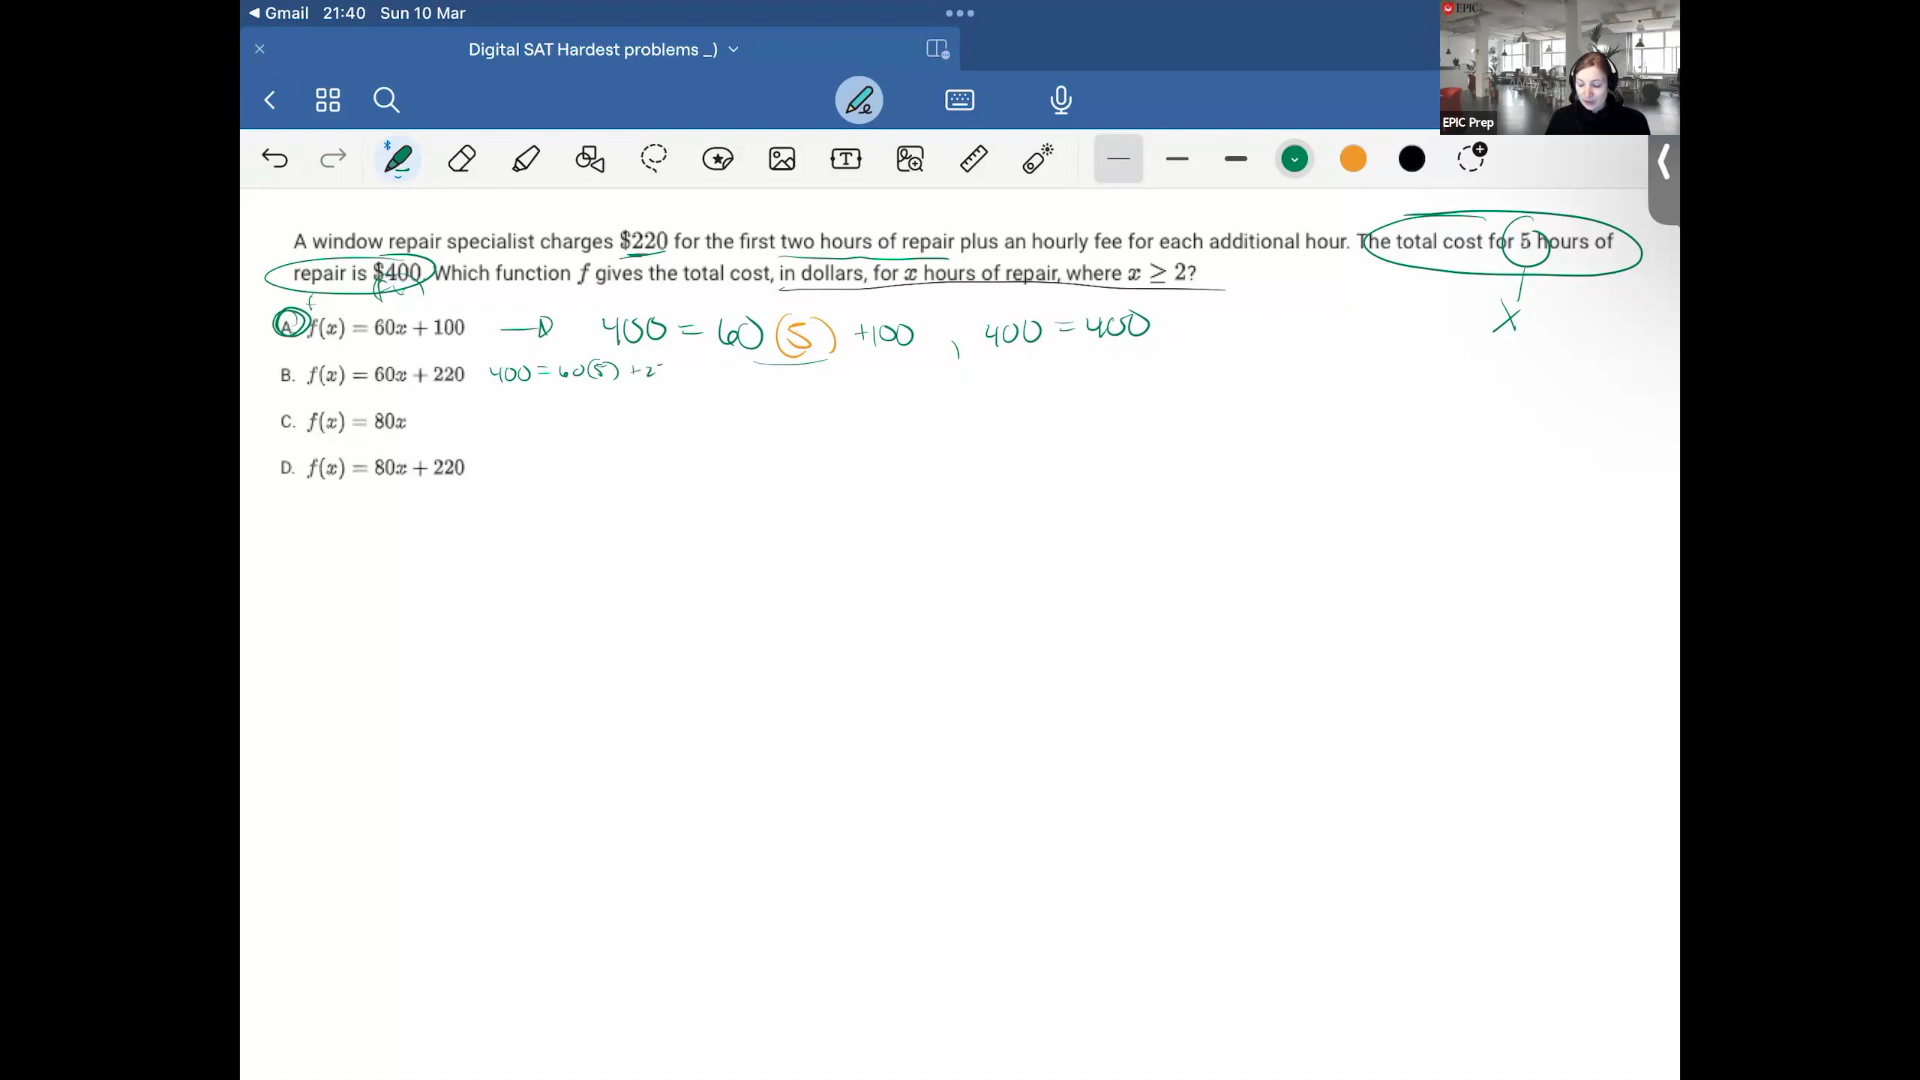 Gmail 21:40 Sun 10 Mar
EPIC
Digital SAT Hardest problems _)
EPIC Prep
A window repair specialist charges $220 for the first two hours of repair plus an hourly fee for each additional hour. The total cost for 5 hours of
repair is $400. Which function f gives the total cost, in dollars, for x hours of repair, where x ≥ 2?
x
A. f(x) = 60x + 100 400 = 60 (5) +100 , 400 = 400
B. f(x) = 60x + 220 400 = 60(5) +2
C. f(x) = 80x
D. f(x) = 80x + 220